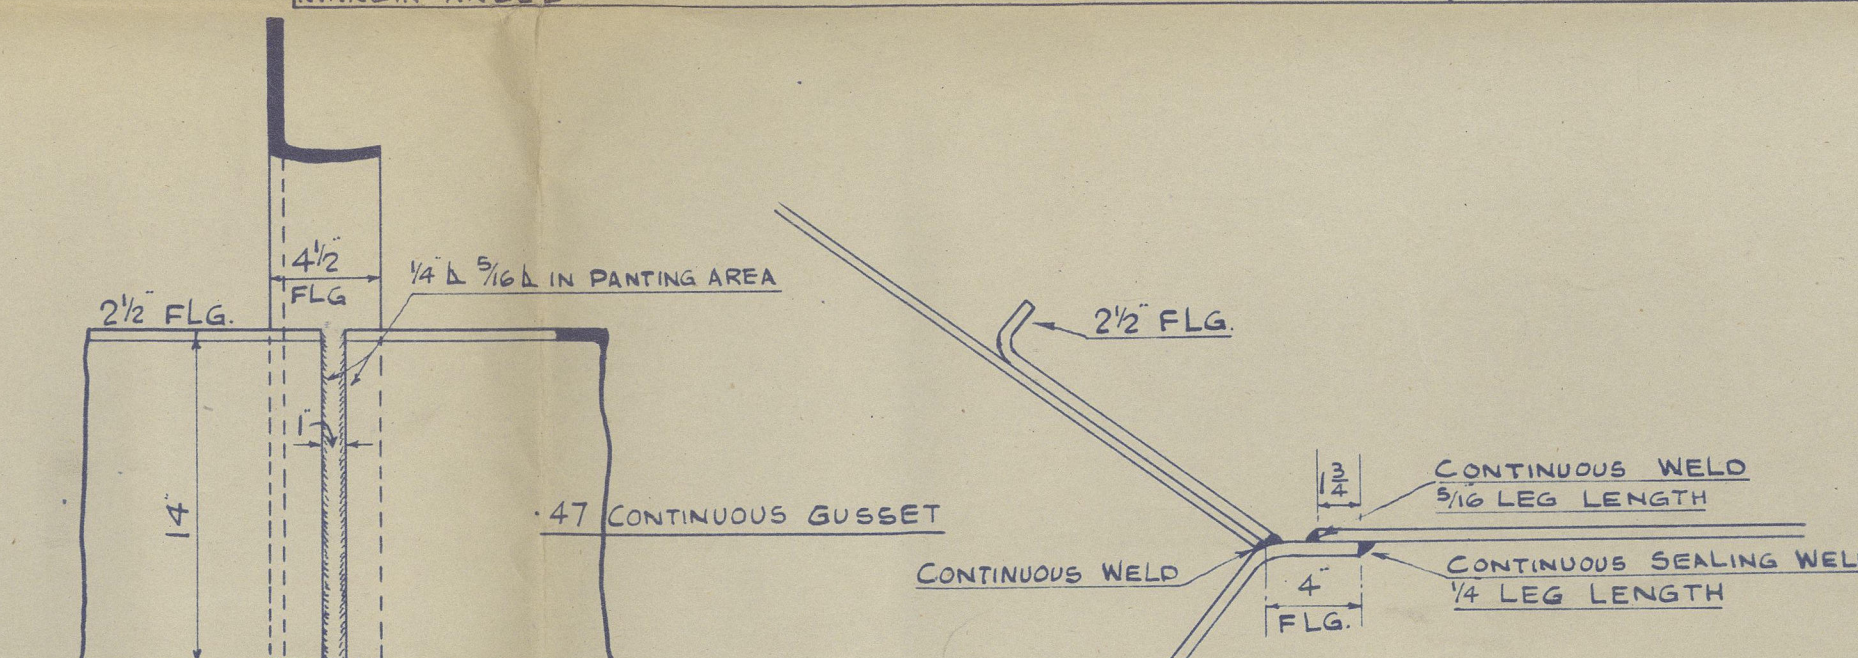 4½"
FLG
¼" ⊾ 5/16 ⊾ IN PANTING AREA
2½" FLG.
1"
14"
·47 CONTINUOUS GUSSET
2½" FLG.
1¾
CONTINUOUS WELD
5/16 LEG LENGTH
CONTINUOUS WELD
4"
FLG.
CONTINUOUS SEALING WEL
¼" LEG LENGTH